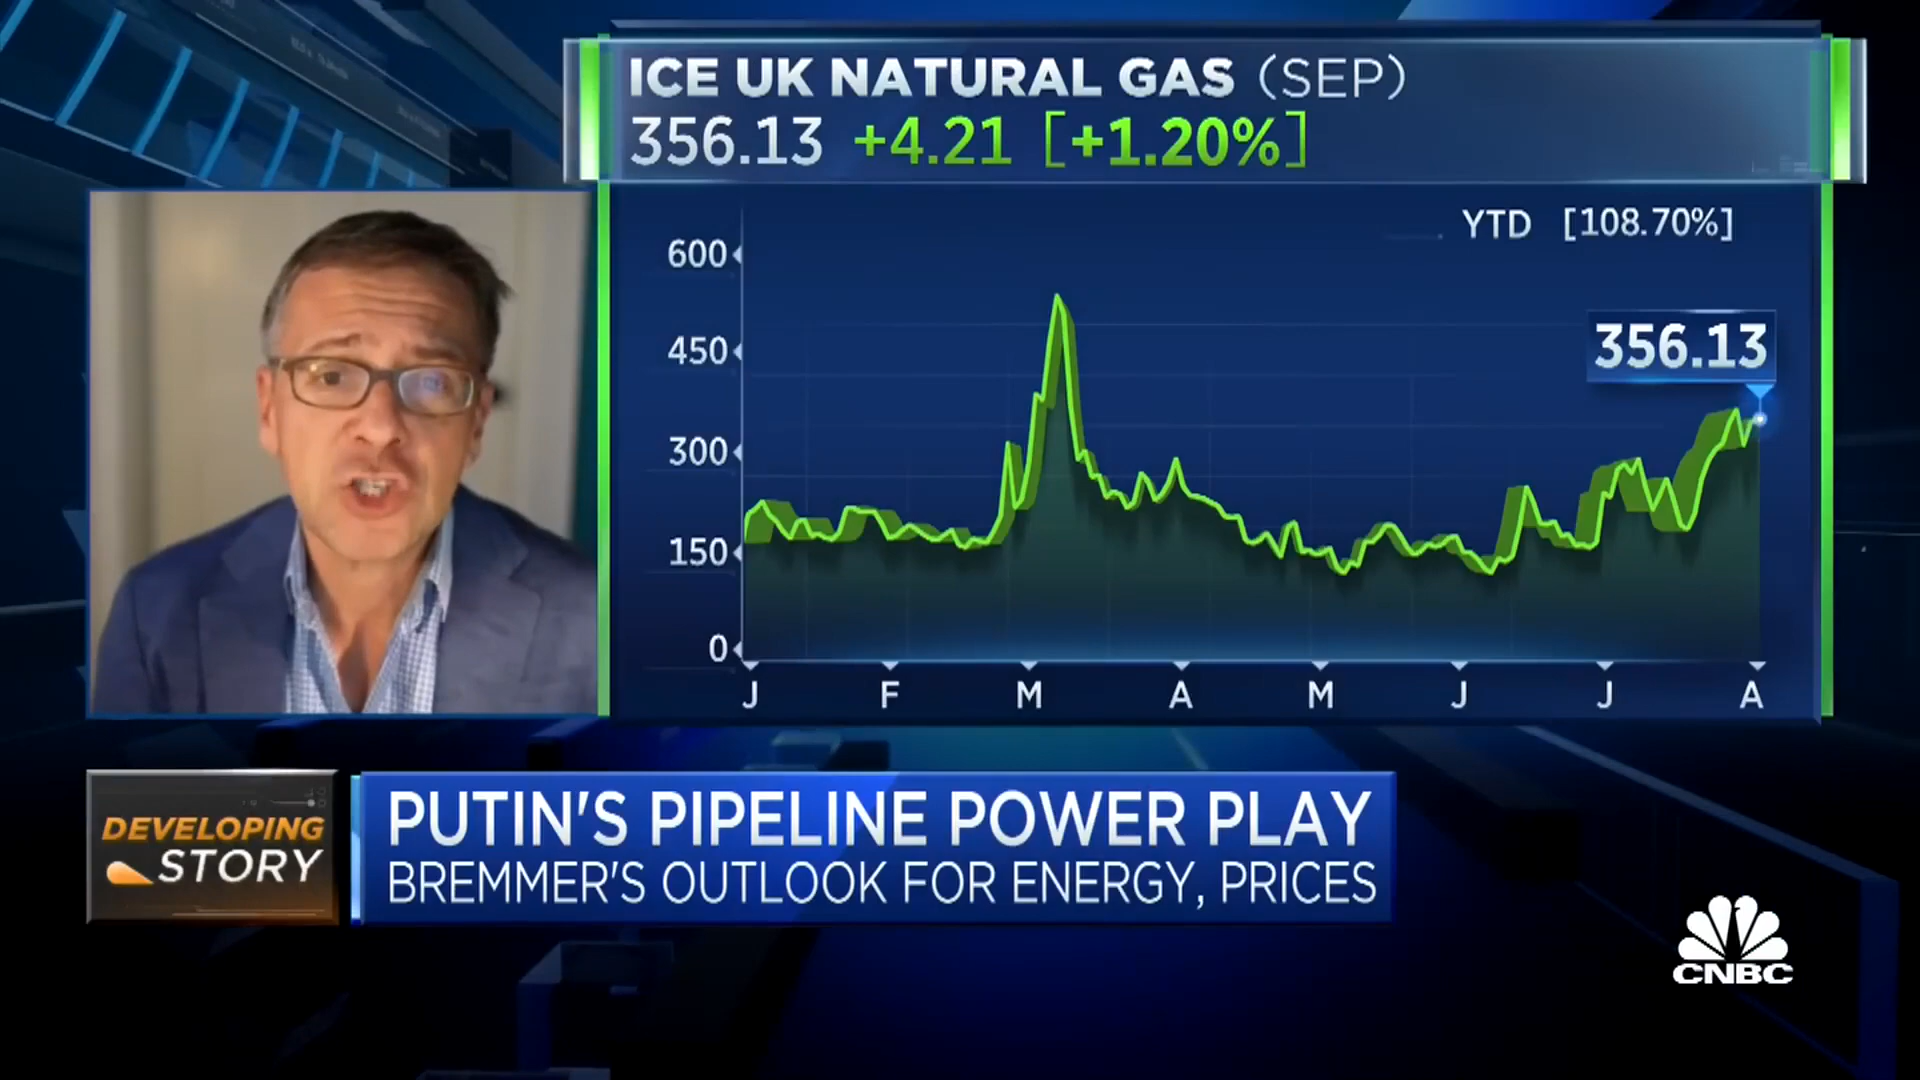 ICE UK NATURAL GAS (SEP)
356.13 +4.21 [+1.20%]
YTD [108.70%]
356.13
600
450
300
150
0
J F M A M J J A
DEVELOPING
STORY
PUTIN'S PIPELINE POWER PLAY
BREMMER'S OUTLOOK FOR ENERGY, PRICES
CNBC